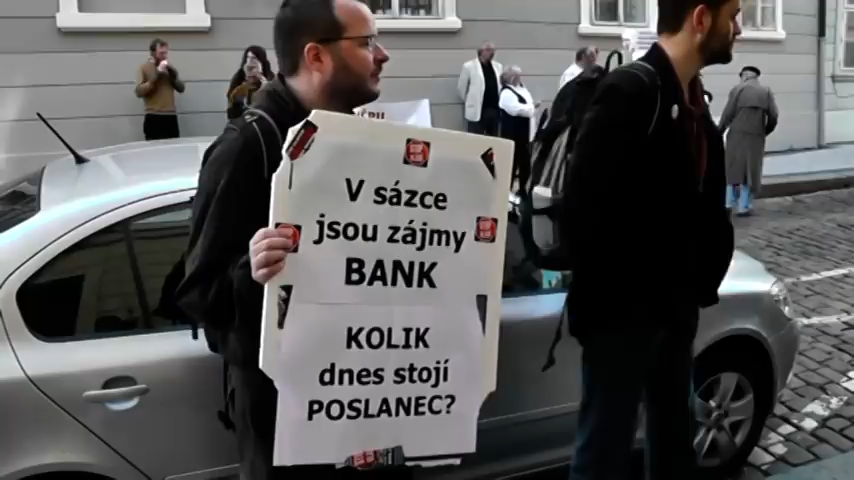 V sázce
jsou zájmy
BANK
KOLIK
dnes stojí
POSLANEC?